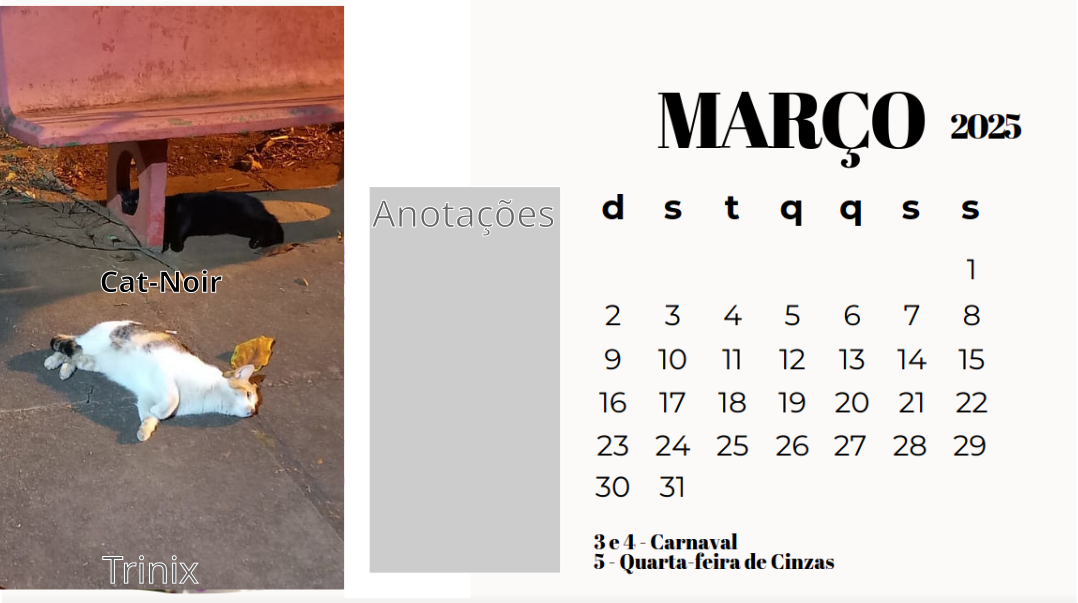 Cat-Noir
Trinix
Anotações
MARÇO 2025
d s t q q s s
1
2 3 4 5 6 7 8
9 10 11 12 13 14 15
16 17 18 19 20 21 22
23 24 25 26 27 28 29
30 31
3 e 4 - Carnaval
5 - Quarta-feira de Cinzas